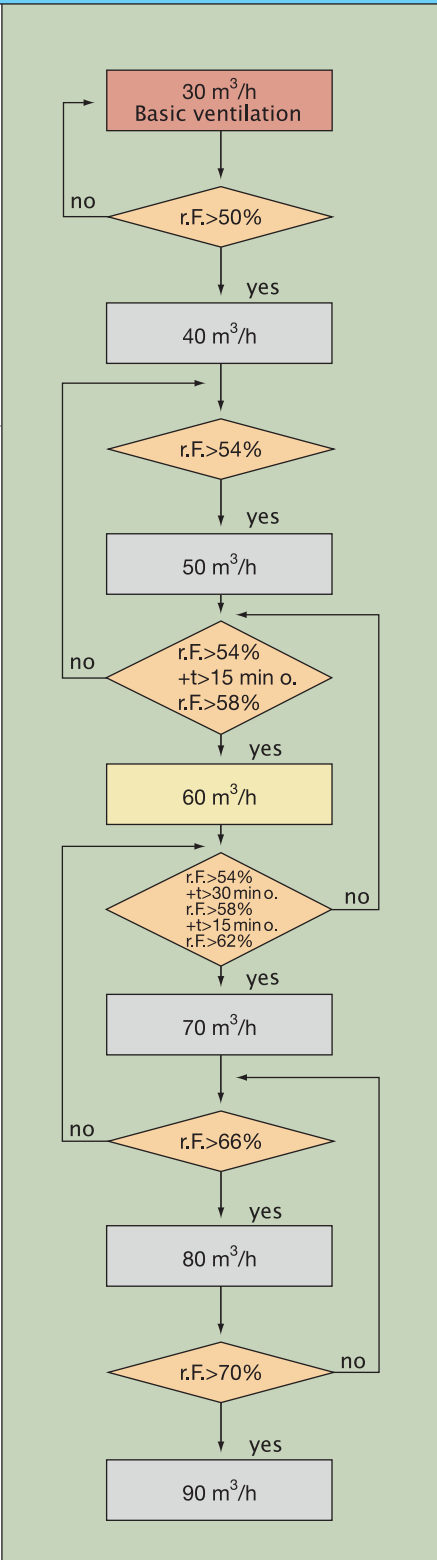 30 m³/h
Basic ventilation
no
r.F.>50%
yes
40 m³/h
r.F.>54%
yes
50 m³/h
no
r.F.>54%
+t>15 min o.
r.F.>58%
yes
60 m³/h
r.F.>54%
+t>30 min o.
r.F.>58%
+t>15 min o.
r.F.>62%
no
yes
70 m³/h
no
r.F.>66%
yes
80 m³/h
r.F.>70%
no
yes
90 m³/h